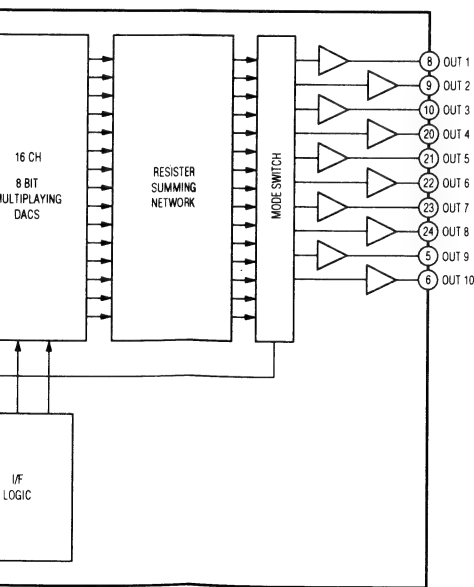 16 CH
8 BIT
ULTIPLAYING
DACS
RESISTER
SUMMING
NETWORK
MODE SWITCH
8 OUT 1
9 OUT 2
10 OUT 3
20 OUT 4
21 OUT 5
22 OUT 6
23 OUT 7
24 OUT 8
5 OUT 9
6 OUT 10
I/F
LOGIC